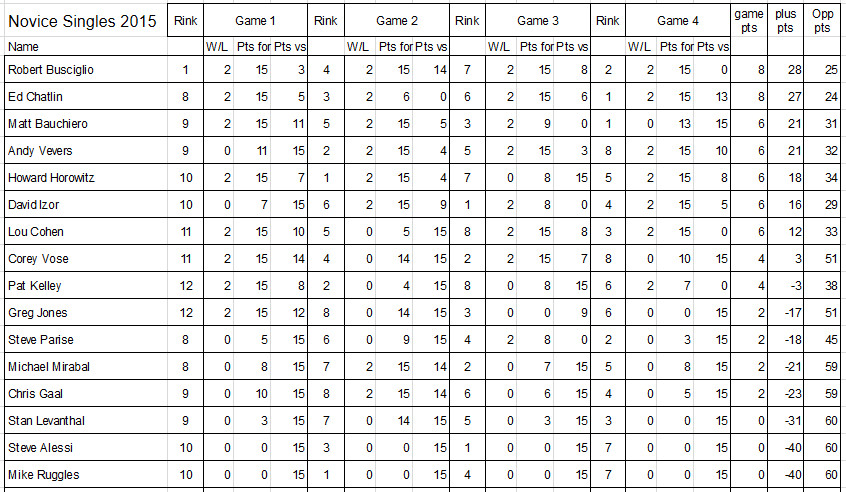 Novice Singles 2015 Rink Game 1 Rink Game 2 Rink Game 3 Rink Game 4 game pts plus pts Opp pts
Name W/L Pts for Pts vs W/L Pts for Pts vs W/L Pts for Pts vs W/L Pts for Pts vs
Robert Busciglio 1 2 15 3 4 2 15 14 7 2 15 8 2 2 15 0 8 28 25
Ed Chatlin 8 2 15 5 3 2 6 0 6 2 15 6 1 2 15 13 8 27 24
Matt Bauchiero 9 2 15 11 5 2 15 5 3 2 9 0 1 0 13 15 6 21 31
Andy Vevers 9 0 11 15 2 2 15 4 5 2 15 3 8 2 15 10 6 21 32
Howard Horowitz 10 2 15 7 1 2 15 4 7 0 8 15 5 2 15 8 6 18 34
David Izor 10 0 7 15 6 2 15 9 1 2 8 0 4 2 15 5 6 16 29
Lou Cohen 11 2 15 10 5 0 5 15 8 2 15 8 3 2 15 0 6 12 33
Corey Vose 11 2 15 14 4 0 14 15 2 2 15 7 8 0 10 15 4 3 51
Pat Kelley 12 2 15 8 2 0 4 15 8 0 8 15 6 2 7 0 4 -3 38
Greg Jones 12 2 15 12 8 0 14 15 3 0 0 9 6 0 0 15 2 -17 51
Steve Parise 8 0 5 15 6 0 9 15 4 2 8 0 2 0 3 15 2 -18 45
Michael Mirabal 8 0 8 15 7 2 15 14 2 0 7 15 5 0 8 15 2 -21 59
Chris Gaal 9 0 10 15 8 2 15 14 6 0 6 15 4 0 5 15 2 -23 59
Stan Levanthal 9 0 3 15 7 0 14 15 5 0 3 15 3 0 0 15 0 -31 60
Steve Alessi 10 0 0 15 3 0 0 15 1 0 0 15 7 0 0 15 0 -40 60
Mike Ruggles 10 0 0 15 1 0 0 15 4 0 0 15 7 0 0 15 0 -40 60